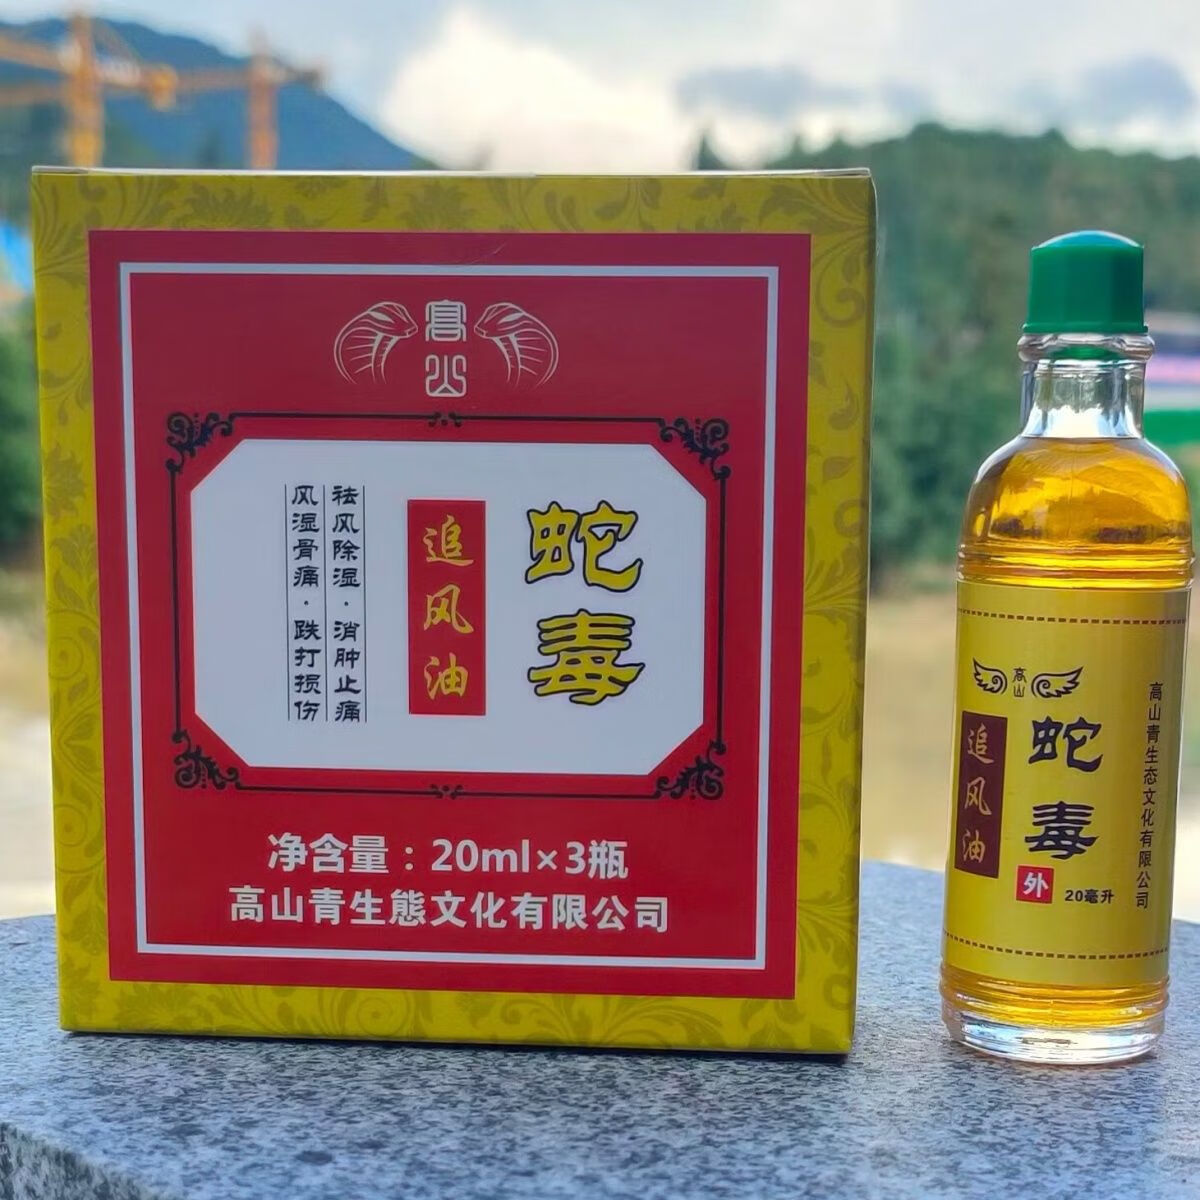 高山
蛇毒
追风油
祛风除湿·消肿止痛
风湿骨痛·跌打损伤
净含量：20ml×3瓶
高山青生態文化有限公司
高山
高山青生态文化有限公司
蛇毒
追风油
外
20毫升